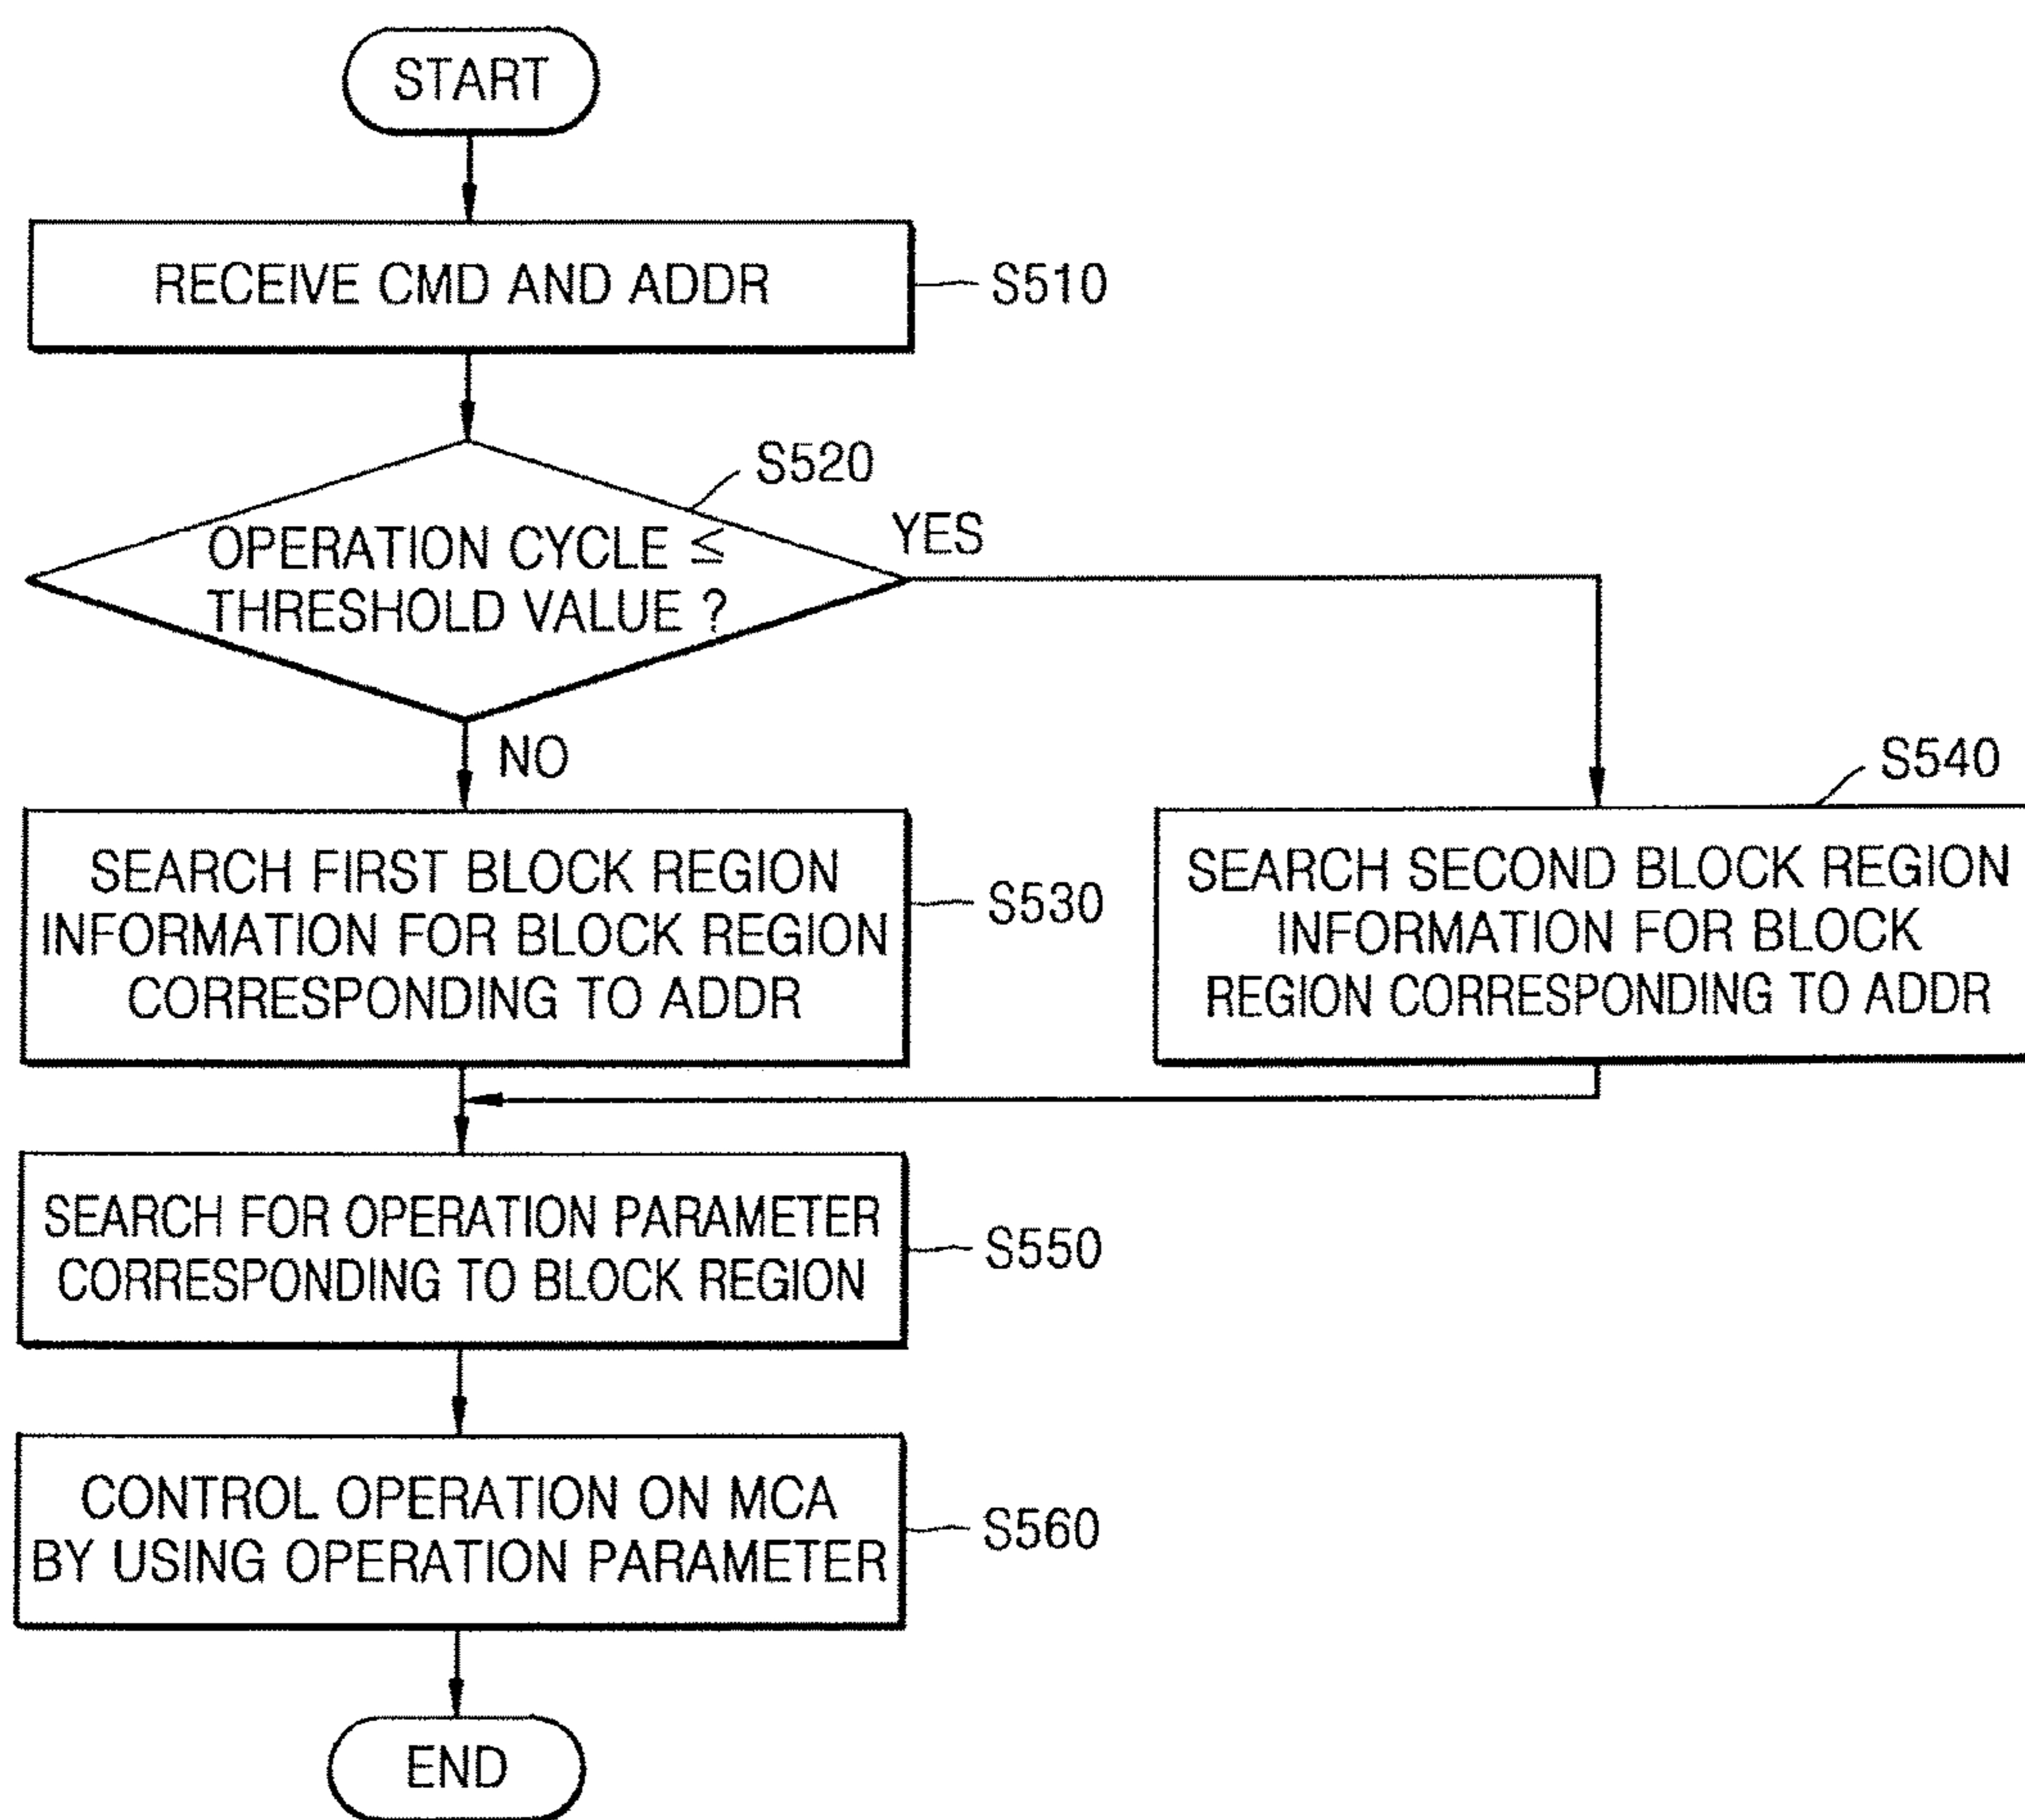 START
RECEIVE CMD AND ADDR
S510
S520
OPERATION CYCLE ≦
THRESHOLD VALUE ?
YES
NO
SEARCH FIRST BLOCK REGION
INFORMATION FOR BLOCK REGION
CORRESPONDING TO ADDR
S530
S540
SEARCH SECOND BLOCK REGION
INFORMATION FOR BLOCK
REGION CORRESPONDING TO ADDR
SEARCH FOR OPERATION PARAMETER
CORRESPONDING TO BLOCK REGION
S550
CONTROL OPERATION ON MCA
BY USING OPERATION PARAMETER
S560
END